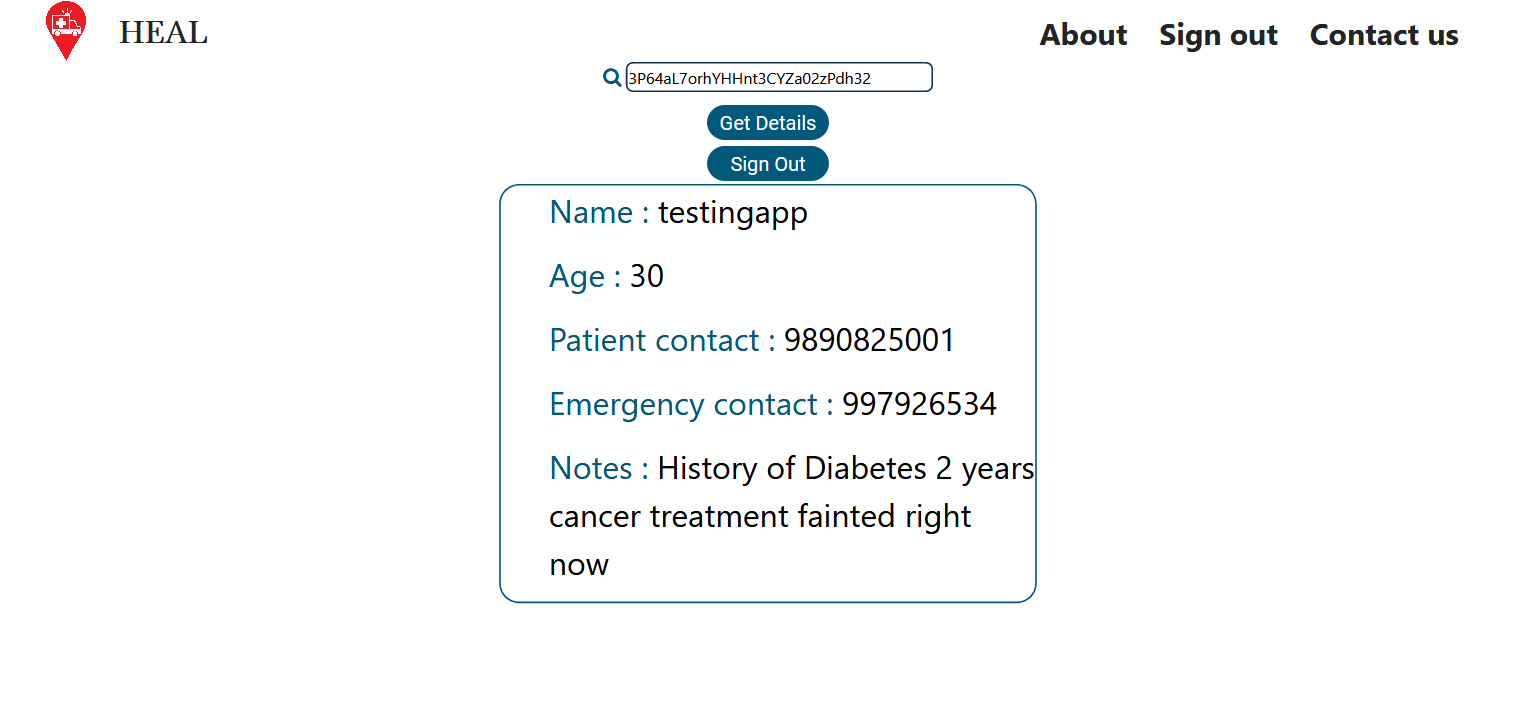 HEAL
About Sign out Contact us
3P64aL7orhYHHnt3CYZa02zPdh32
Get Details
Sign Out
Name : testingapp
Age : 30
Patient contact : 9890825001
Emergency contact : 997926534
Notes : History of Diabetes 2 years
cancer treatment fainted right
now